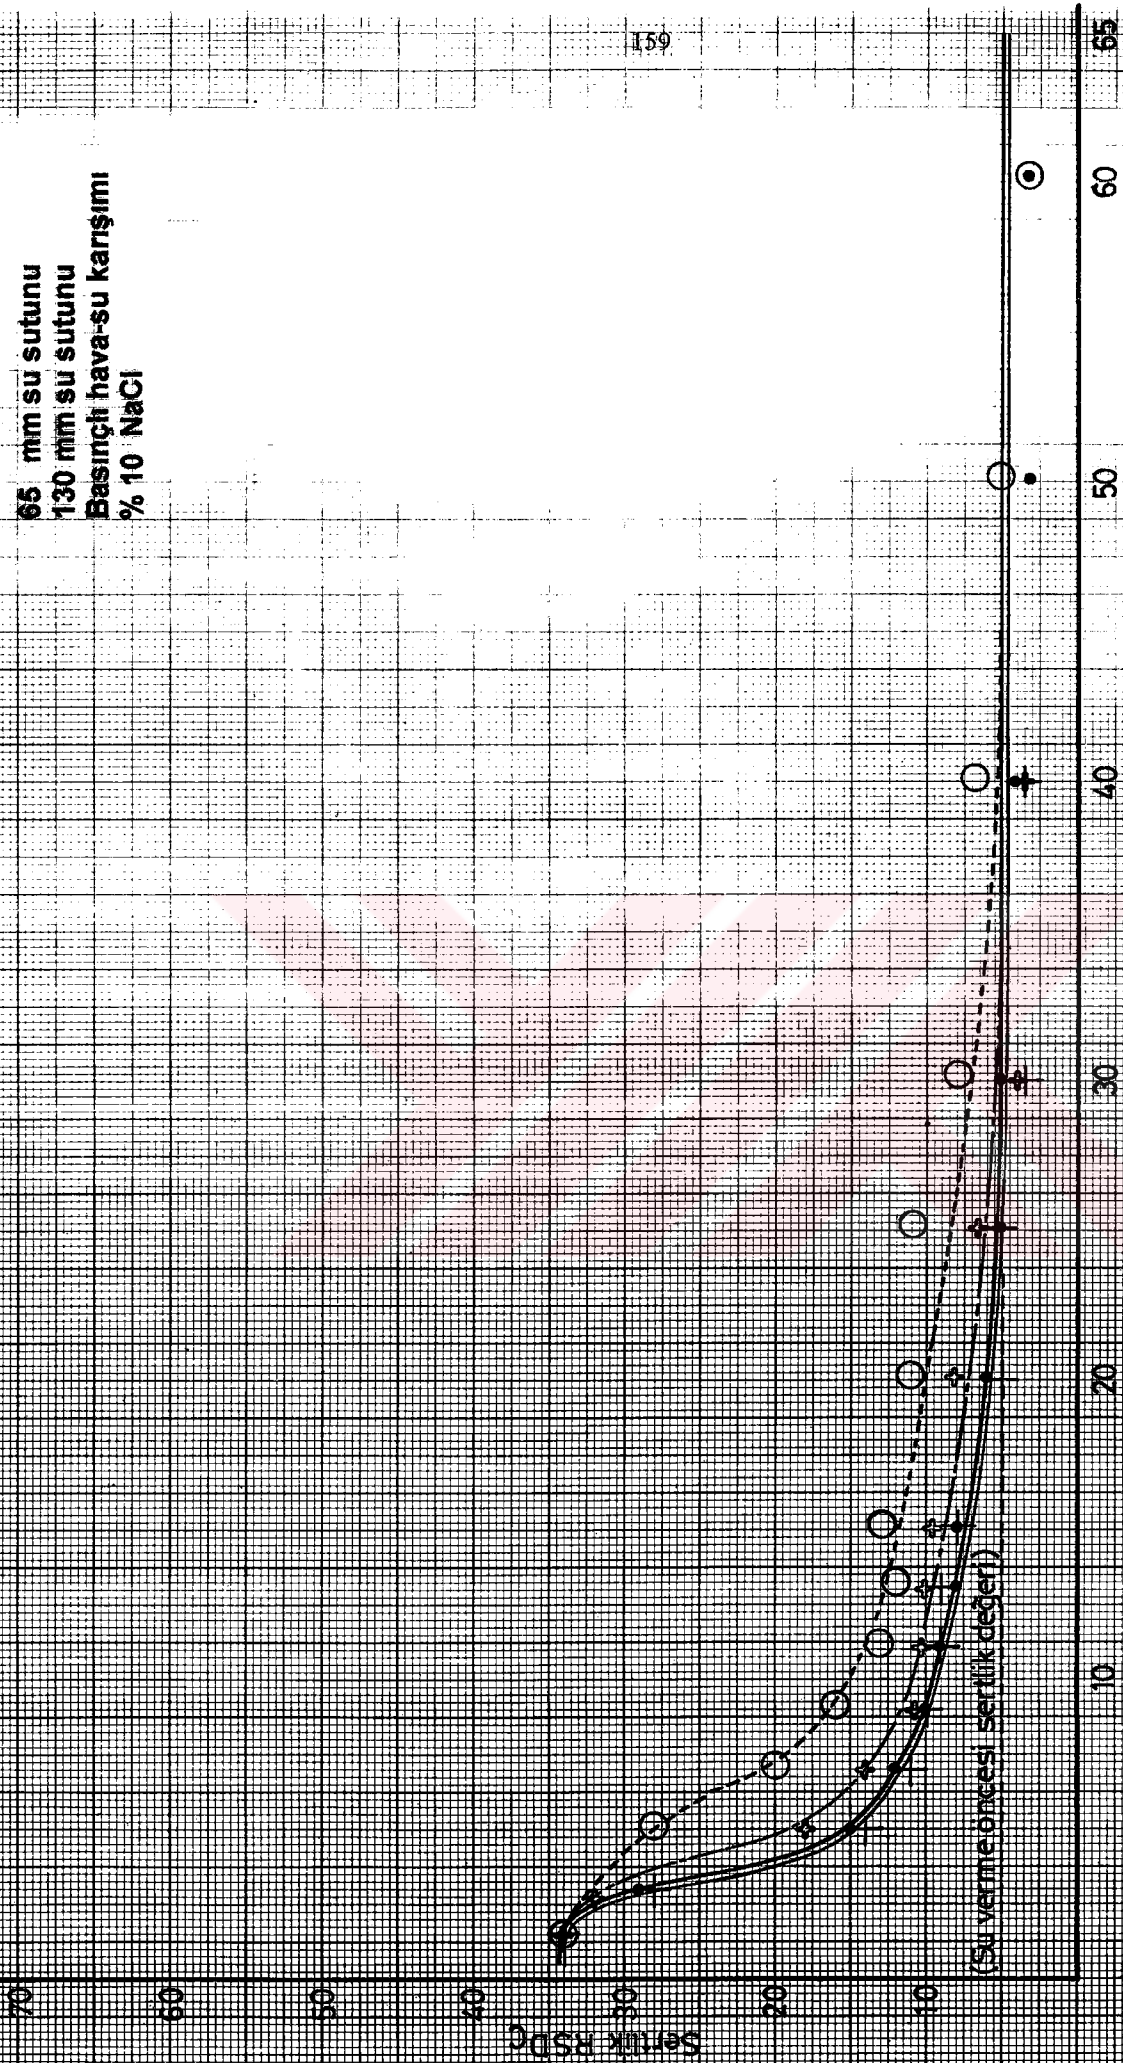 159
65 mm su sutunu
130 mm su sutunu
Basınçlı hava-su karışımı
% 10 NaCl
Sertlik RSDc
70
60
50
40
30
20
10
(Su verme öncesi sertlik değeri)
10
20
30
40
50
60
65